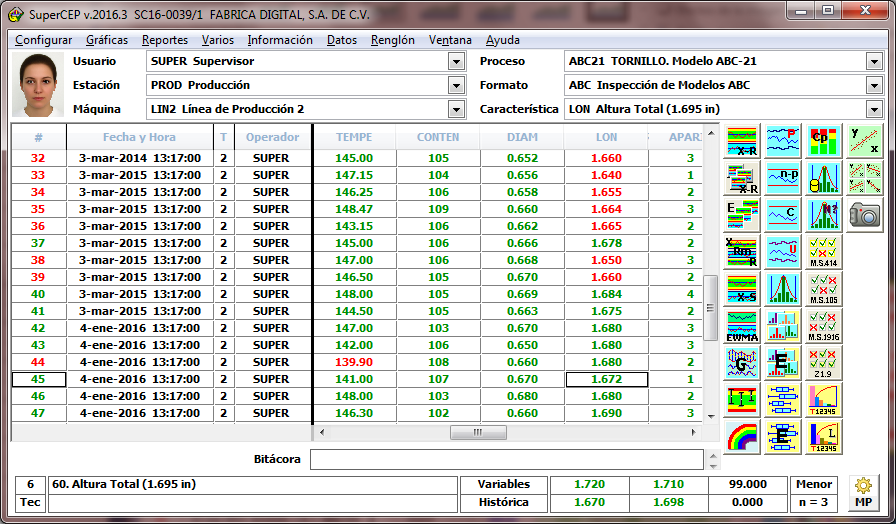 SuperCEP v.2016.3 SC16-0039/1 FABRICA DIGITAL, S.A. DE C.V.
Configurar Gráficas Reportes Varios Información Datos Renglón Ventana Ayuda
Usuario SUPER Supervisor Proceso ABC21 TORNILLO. Modelo ABC-21
Estación PROD Producción Formato ABC Inspección de Modelos ABC
Máquina LIN2 Línea de Producción 2 Característica LON Altura Total (1.695 in)
# Fecha y Hora T Operador TEMPE CONTEN DIAM LON APARI
32 3-mar-2014 13:17:00 2 SUPER 145.00 105 0.652 1.660 3
33 3-mar-2015 13:17:00 2 SUPER 147.15 104 0.656 1.640 1
34 3-mar-2015 13:17:00 2 SUPER 146.25 106 0.658 1.655 2
35 3-mar-2015 13:17:00 2 SUPER 148.47 109 0.660 1.664 3
36 3-mar-2015 13:17:00 2 SUPER 143.15 106 0.662 1.665 2
37 3-mar-2015 13:17:00 2 SUPER 145.00 106 0.666 1.678 2
38 3-mar-2015 13:17:00 2 SUPER 147.00 106 0.668 1.650 3
39 3-mar-2015 13:17:00 2 SUPER 146.50 105 0.670 1.660 2
40 3-mar-2015 13:17:00 2 SUPER 148.00 105 0.669 1.684 4
41 3-mar-2015 13:17:00 2 SUPER 144.50 105 0.663 1.675 2
42 4-ene-2016 13:17:00 2 SUPER 147.00 103 0.670 1.680 3
43 4-ene-2016 13:17:00 2 SUPER 142.00 106 0.650 1.680 2
44 4-ene-2016 13:17:00 2 SUPER 139.90 108 0.660 1.680 2
45 4-ene-2016 13:17:00 2 SUPER 141.00 107 0.670 1.672 1
46 4-ene-2016 13:17:00 2 SUPER 148.00 103 0.680 1.680 2
47 4-ene-2016 13:17:00 2 SUPER 146.30 102 0.660 1.690 3
X-R P Cp y x
X-R n-p
E C N?
X Rm R U M.S.414
X-S M.S.105
EWMA M.S.1916
G E Z1.9
T12345
E L T12345
Bitácora
6 60. Altura Total (1.695 in) Variables 1.720 1.710 99.000 Menor
Tec Histórica 1.670 1.698 0.000 n = 3 MP